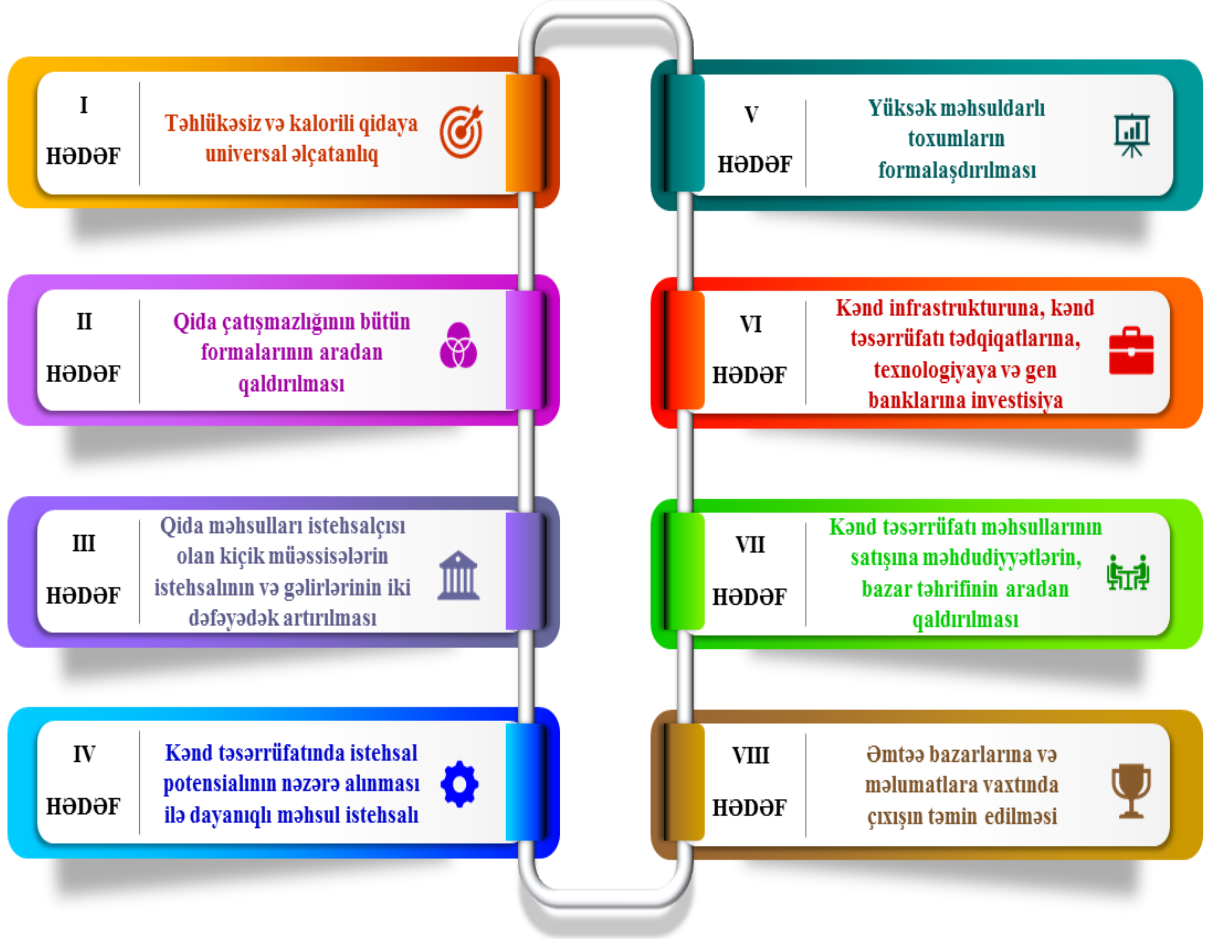 I
HƏDƏF
Təhlükəsiz və kalorili qidaya
universal əlçatanlıq
II
HƏDƏF
Qida çatışmazlığının bütün
formalarının aradan
qaldırılması
III
HƏDƏF
Qida məhsulları istehsalçısı
olan kiçik müəssisələrin
istehsalının və gəlirlərinin iki
dəfəyədək artırılması
IV
HƏDƏF
Kənd təsərrüfatında istehsal
potensialının nəzərə alınması
ilə dayanıqlı məhsul istehsalı
V
HƏDƏF
Yüksək məhsuldarlı
toxumların
formalaşdırılması
VI
HƏDƏF
Kənd infrastrukturuna, kənd
təsərrüfatı tədqiqatlarına,
texnologiyaya və gen
banklarına investisiya
VII
HƏDƏF
Kənd təsərrüfatı məhsullarının
satışına məhdudiyyətlərin,
bazar təhrifinin aradan
qaldırılması
VIII
HƏDƏF
Əmtəə bazarlarına və
məlumatlara vaxtında
çıxışın təmin edilməsi